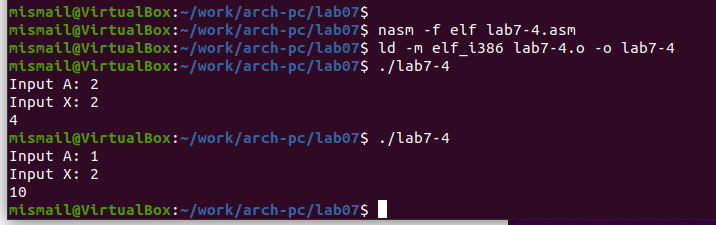 mismail@VirtualBox:~/work/arch-pc/lab07$
mismail@VirtualBox:~/work/arch-pc/lab07$ nasm -f elf lab7-4.asm
mismail@VirtualBox:~/work/arch-pc/lab07$ ld -m elf_i386 lab7-4.o -o lab7-4
mismail@VirtualBox:~/work/arch-pc/lab07$ ./lab7-4
Input A: 2
Input X: 2
4
mismail@VirtualBox:~/work/arch-pc/lab07$ ./lab7-4
Input A: 1
Input X: 2
10
mismail@VirtualBox:~/work/arch-pc/lab07$